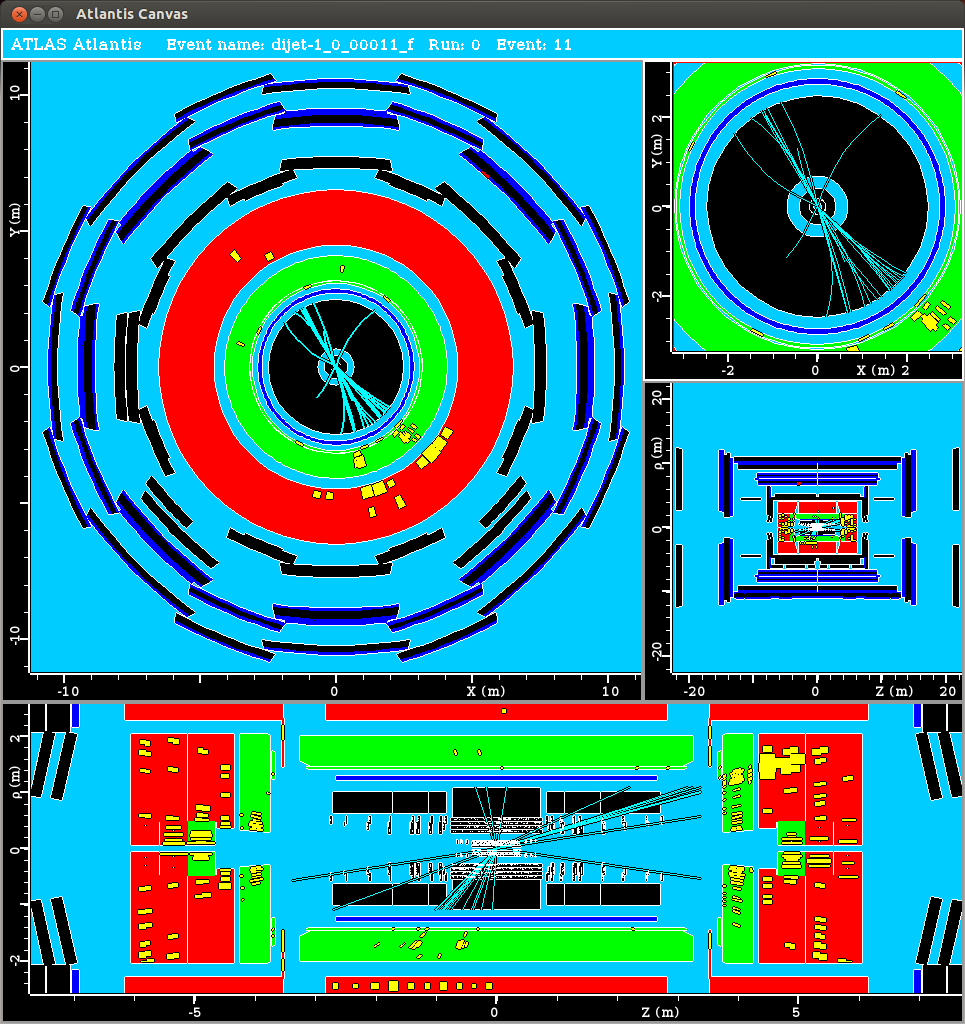 Atlantis Canvas
ATLAS Atlantis Event name: dijet-1_0_00011_f Run: 0 Event: 11
10
Y (m)
0
-10
-10 0 X (m) 10
2
Y (m)
0
-2
-2 0 X (m) 2
20
ρ (m)
0
-20
-20 0 Z (m) 20
2
ρ (m)
0
-2
-5 0 Z (m) 5